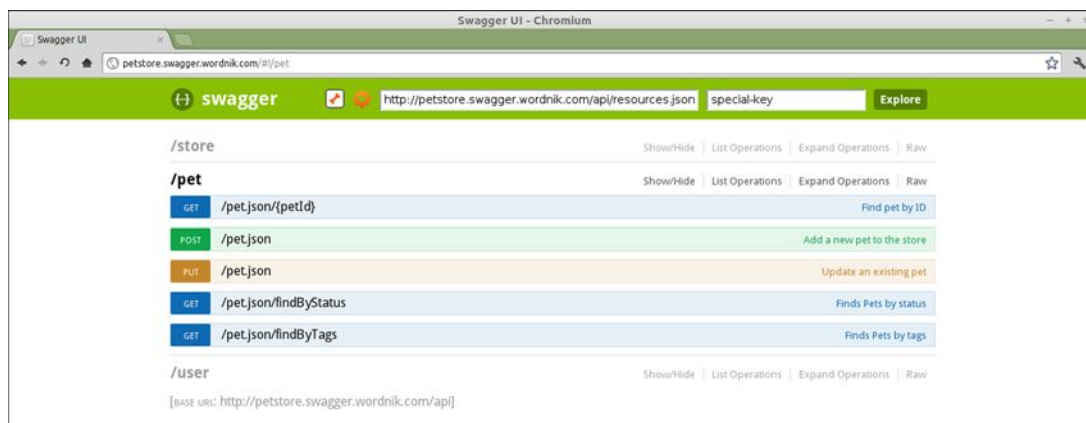 Swagger UI - Chromium
Swagger UI
petstore.swagger.wordnik.com/#!/pet
swagger http://petstore.swagger.wordnik.com/api/resources.json special-key Explore
/store Show/Hide List Operations Expand Operations Raw
/pet Show/Hide List Operations Expand Operations Raw
GET /pet.json/{petId} Find pet by ID
POST /pet.json Add a new pet to the store
PUT /pet.json Update an existing pet
GET /pet.json/findByStatus Finds Pets by status
GET /pet.json/findByTags Finds Pets by tags
/user Show/Hide List Operations Expand Operations Raw
[BASE URL: http://petstore.swagger.wordnik.com/api]